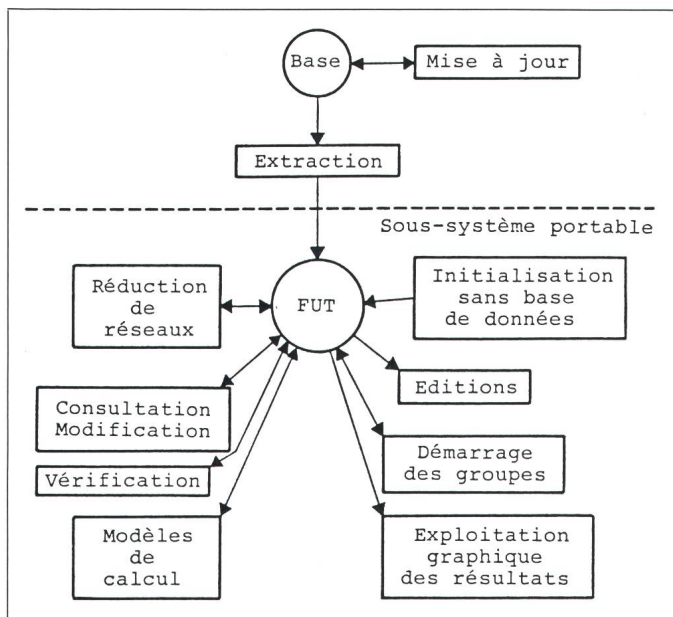 Base
Mise à jour
Extraction
Sous-système portable
Réduction
de
réseaux
FUT
Initialisation
sans base
de données
Editions
Consultation
Modification
Démarrage
des groupes
Vérification
Modèles
de
calcul
Exploitation
graphique
des résultats